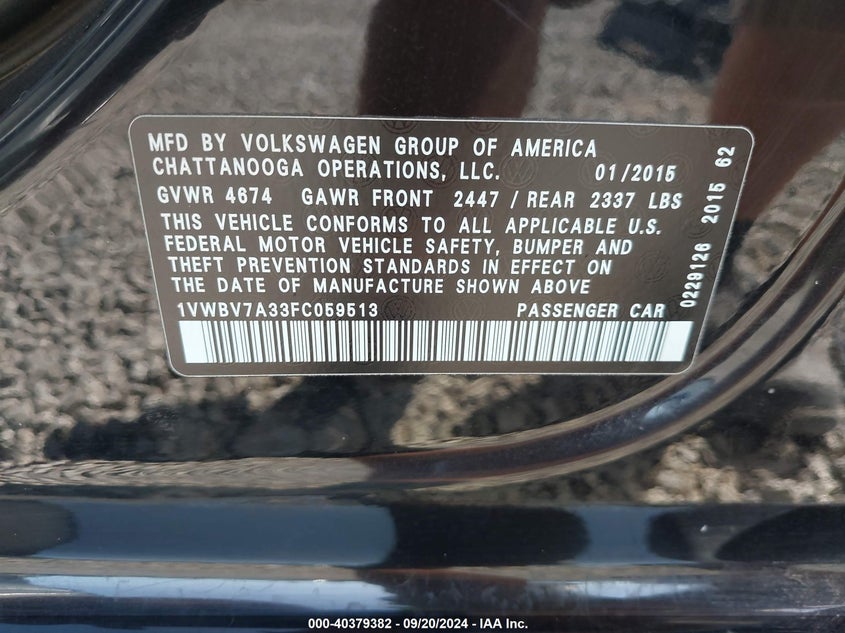 MFD BY VOLKSWAGEN GROUP OF AMERICA
CHATTANOOGA OPERATIONS, LLC. 01/2015
GVWR 4674 GAWR FRONT 2447 / REAR 2337 LBS
THIS VEHICLE CONFORMS TO ALL APPLICABLE U.S.
FEDERAL MOTOR VEHICLE SAFETY, BUMPER AND
THEFT PREVENTION STANDARDS IN EFFECT ON
THE DATE OF MANUFACTURE SHOWN ABOVE
1VWBV7A33FC059513 PASSENGER CAR
0229126 2015 62
000-40379382 - 09/20/2024 - IAA Inc.